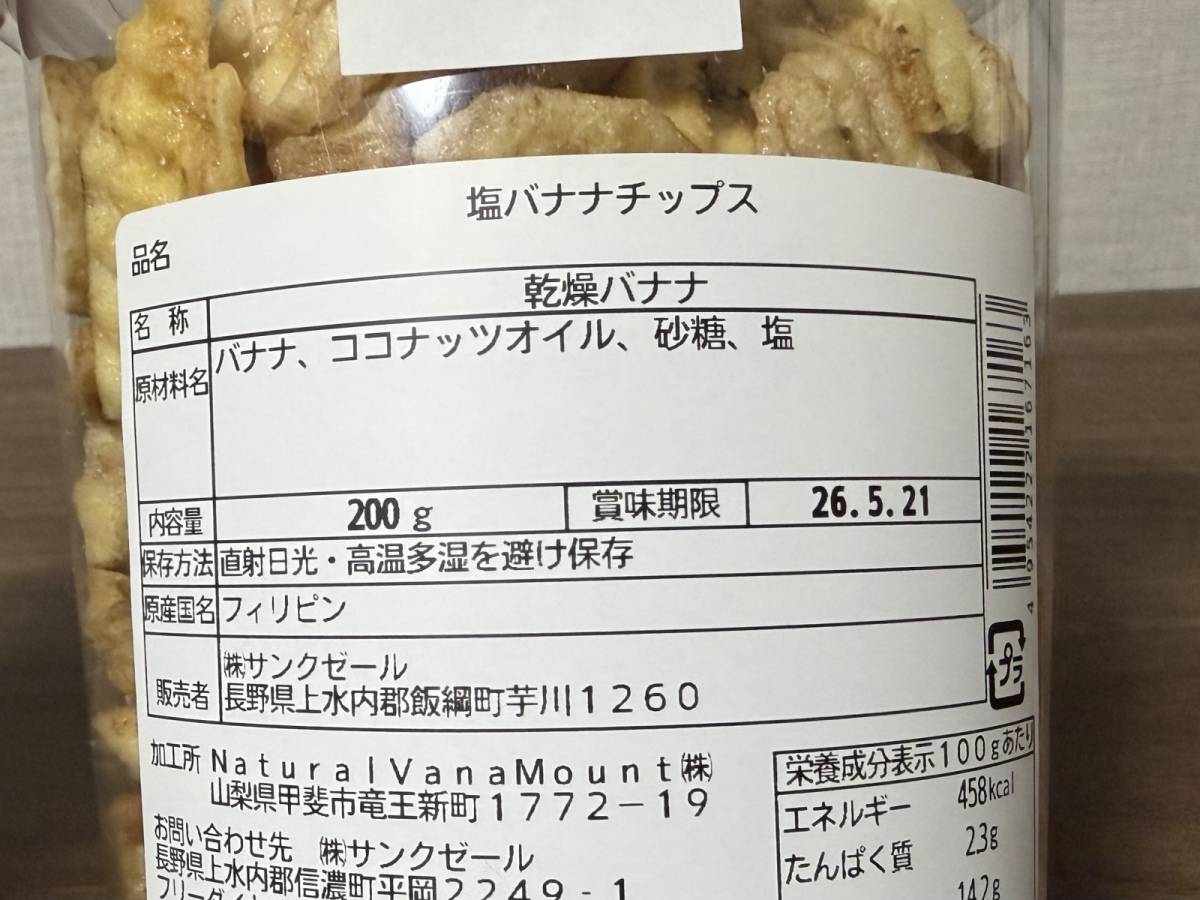 塩バナナチップス
品名
名称 乾燥バナナ
原材料名 バナナ、ココナッツオイル、砂糖、塩
内容量 200g 賞味期限 26.5.21
保存方法 直射日光・高温多湿を避け保存
原産国名 フィリピン
販売者 ㈱サンクゼール
長野県上水内郡飯綱町芋川1260
加工所 NaturalVanaMount㈱
山梨県甲斐市竜王新町1772-19
お問い合わせ先 ㈱サンクゼール
長野県上水内郡信濃町平岡2249-1
4954222167163
プラ
栄養成分表示100gあたり
エネルギー 458kcal
たんぱく質 2.3g
14.2g